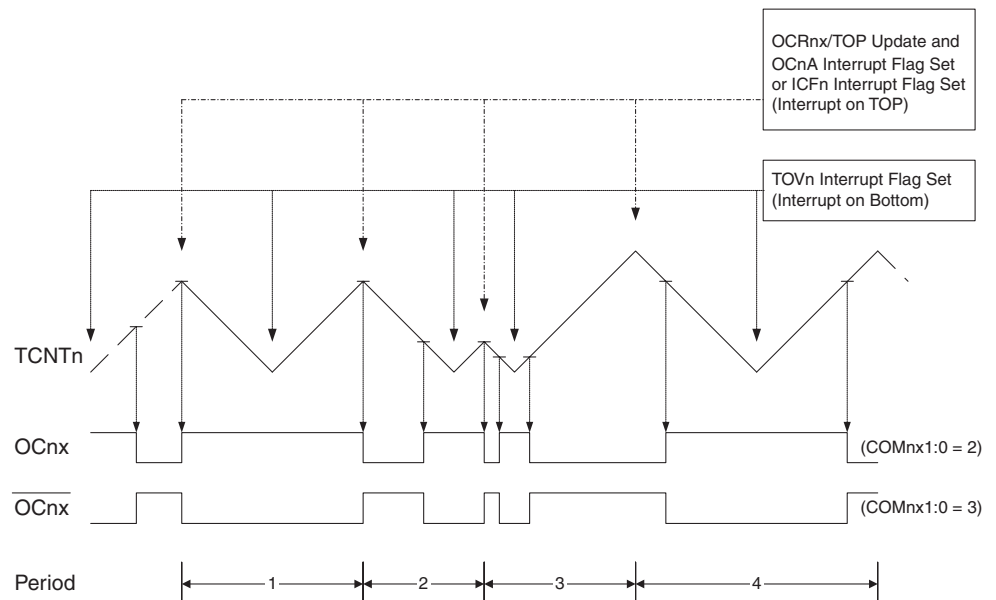 OCRnx/TOP Update and
OCnA Interrupt Flag Set
or ICFn Interrupt Flag Set
(Interrupt on TOP)
TOVn Interrupt Flag Set
(Interrupt on Bottom)
TCNTn
OCnx
(COMnx1:0 = 2)
OCnx
(COMnx1:0 = 3)
Period
1
2
3
4